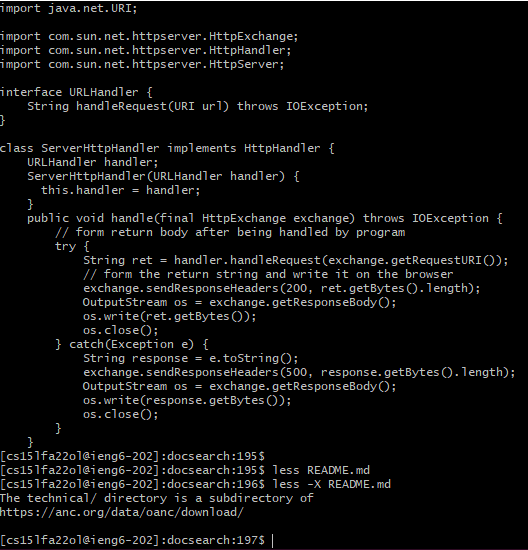 import java.net.URI;

import com.sun.net.httpserver.HttpExchange;
import com.sun.net.httpserver.HttpHandler;
import com.sun.net.httpserver.HttpServer;

interface URLHandler {
    String handleRequest(URI url) throws IOException;
}

class ServerHttpHandler implements HttpHandler {
    URLHandler handler;
    ServerHttpHandler(URLHandler handler) {
      this.handler = handler;
    }
    public void handle(final HttpExchange exchange) throws IOException {
        // form return body after being handled by program
        try {
            String ret = handler.handleRequest(exchange.getRequestURI());
            // form the return string and write it on the browser
            exchange.sendResponseHeaders(200, ret.getBytes().length);
            OutputStream os = exchange.getResponseBody();
            os.write(ret.getBytes());
            os.close();
        } catch(Exception e) {
            String response = e.toString();
            exchange.sendResponseHeaders(500, response.getBytes().length);
            OutputStream os = exchange.getResponseBody();
            os.write(response.getBytes());
            os.close();
        }
    }
[cs15lfa22ol@ieng6-202]:docsearch:195$
[cs15lfa22ol@ieng6-202]:docsearch:195$ less README.md
[cs15lfa22ol@ieng6-202]:docsearch:196$ less -X README.md
The technical/ directory is a subdirectory of
https://anc.org/data/oanc/download/

[cs15lfa22ol@ieng6-202]:docsearch:197$